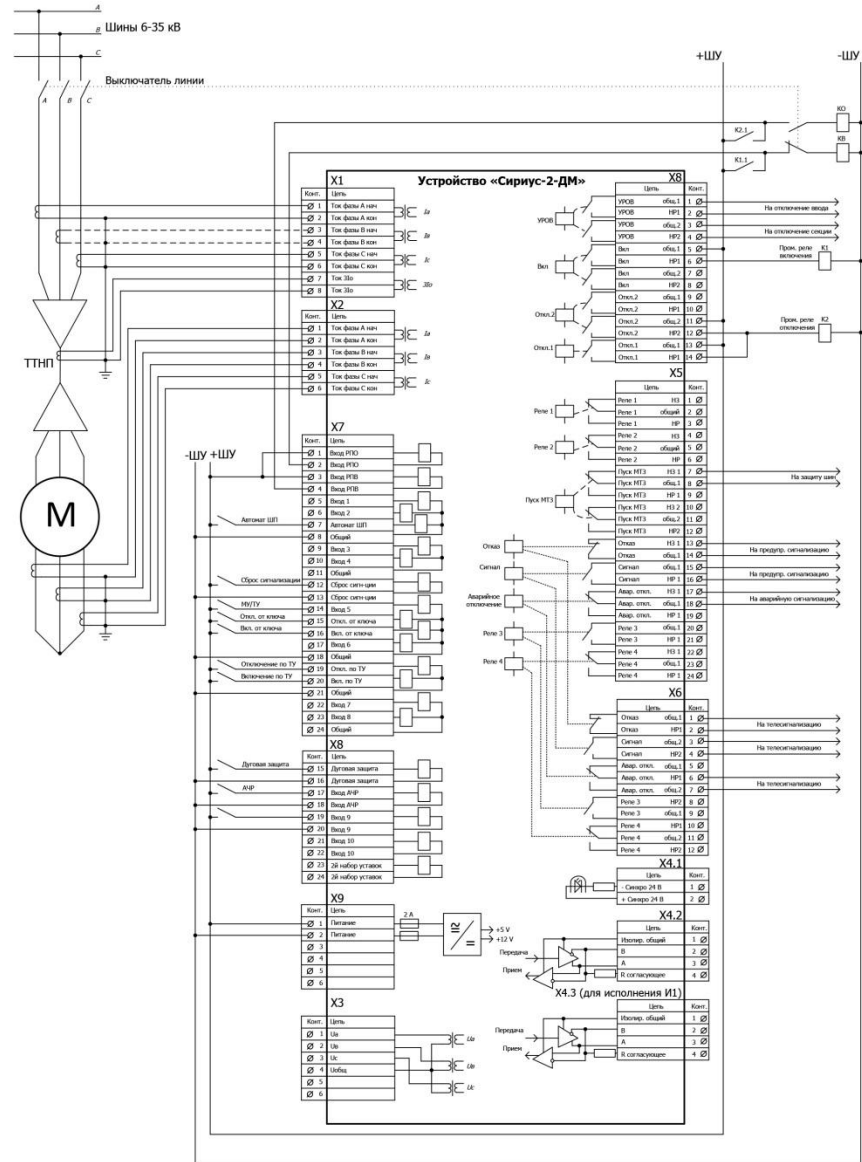 A
B
Шины 6-35 кВ
C
Выключатель линии
A B C
+ШУ
-ШУ
КО
К2.1
КВ
К1.1
Устройство «Сириус-2-ДМ»
X1
Конт. Цепь
1 Ток фазы А нач
2 Ток фазы А кон
Ia
3 Ток фазы В нач
4 Ток фазы В кон
Iв
5 Ток фазы С нач
6 Ток фазы С кон
Ic
7 Ток 3Iо
8 Ток 3Iо
3Iо
X2
Конт. Цепь
1 Ток фазы А нач
2 Ток фазы А кон
Ia
3 Ток фазы В нач
4 Ток фазы В кон
Iв
5 Ток фазы С нач
6 Ток фазы С кон
Ic
ТТНП
М
-ШУ +ШУ
X7
Конт. Цепь
1 Вход РПО
2 Вход РПО
3 Вход РПВ
4 Вход РПВ
5 Вход 1
6 Вход 2
Автомат ШП
7 Автомат ШП
8 Общий
9 Вход 3
10 Вход 4
11 Общий
Сброс сигнализации
12 Сброс сигн-ции
13 Сброс сигн-ции
МУ/ТУ
14 Вход 5
Откл. от ключа
15 Откл. от ключа
Вкл. от ключа
16 Вкл. от ключа
17 Вход 6
18 Общий
Отключение по ТУ
19 Откл. по ТУ
Включение по ТУ
20 Вкл. по ТУ
21 Общий
22 Вход 7
23 Вход 8
24 Общий
X8
Конт. Цепь
Дуговая защита
15 Дуговая защита
16 Дуговая защита
АЧР
17 Вход АЧР
18 Вход АЧР
19 Вход 9
20 Вход 9
21 Вход 10
22 Вход 10
23 2й набор уставок
24 2й набор уставок
X9
Конт. Цепь
1 Питание
2 Питание
3
4
5
6
2 А
+5 V
+12 V
X3
Конт. Цепь
1 Ua
2 Uв
3 Uc
4 Uобщ
5
6
Ua
Uв
Uc
X8
Цепь Конт.
УРОВ
УРОВ общ.1 1
УРОВ НР1 2
На отключение ввода
УРОВ общ.2 3
УРОВ НР2 4
На отключение секции
Вкл
Вкл общ.1 5
Вкл НР1 6
Пром. реле
включения
К1
Вкл общ.2 7
Вкл НР2 8
Откл.2
Откл.2 общ.1 9
Откл.2 НР1 10
Откл.2 общ.2 11
Откл.2 НР2 12
Пром. реле
отключения
К2
Откл.1
Откл.1 общ.1 13
Откл.1 НР1 14
X5
Цепь Конт.
Реле 1
Реле 1 НЗ 1
Реле 1 общий 2
Реле 1 НР 3
Реле 2
Реле 2 НЗ 4
Реле 2 общий 5
Реле 2 НР 6
Пуск МТЗ
Пуск МТЗ НЗ 1 7
Пуск МТЗ общ.1 8
На защиту шин
Пуск МТЗ НР 1 9
Пуск МТЗ НЗ 2 10
Пуск МТЗ общ.2 11
Пуск МТЗ НР 2 12
Отказ
Отказ НЗ 1 13
Отказ общ.1 14
На предупр. сигнализацию
Сигнал
Сигнал общ.1 15
Сигнал НР 1 16
На предупр. сигнализацию
Аварийное
отключение
Авар. откл. НЗ 1 17
Авар. откл. общ.1 18
На аварийную сигнализацию
Авар. откл. НР 1 19
Реле 3
Реле 3 общ.1 20
Реле 3 НР 1 21
Реле 4
Реле 4 НЗ 1 22
Реле 4 общ.1 23
Реле 4 НР 1 24
X6
Цепь Конт.
Отказ общ.1 1
Отказ НР1 2
На телесигнализацию
Сигнал общ.2 3
Сигнал НР2 4
На телесигнализацию
Авар. откл. общ.1 5
Авар. откл. НР1 6
Авар. откл. общ.2 7
На телесигнализацию
Реле 3 НР2 8
Реле 3 общ.1 9
Реле 4 НР1 10
Реле 4 общ.2 11
Реле 4 НР2 12
X4.1
Цепь Конт.
- Синхро 24 В 1
+ Синхро 24 В 2
X4.2
Цепь Конт.
Изолир. общий 1
Передача
B 2
A 3
Прием
R согласующее 4
X4.3 (для исполнения И1)
Цепь Конт.
Изолир. общий 1
Передача
B 2
A 3
Прием
R согласующее 4